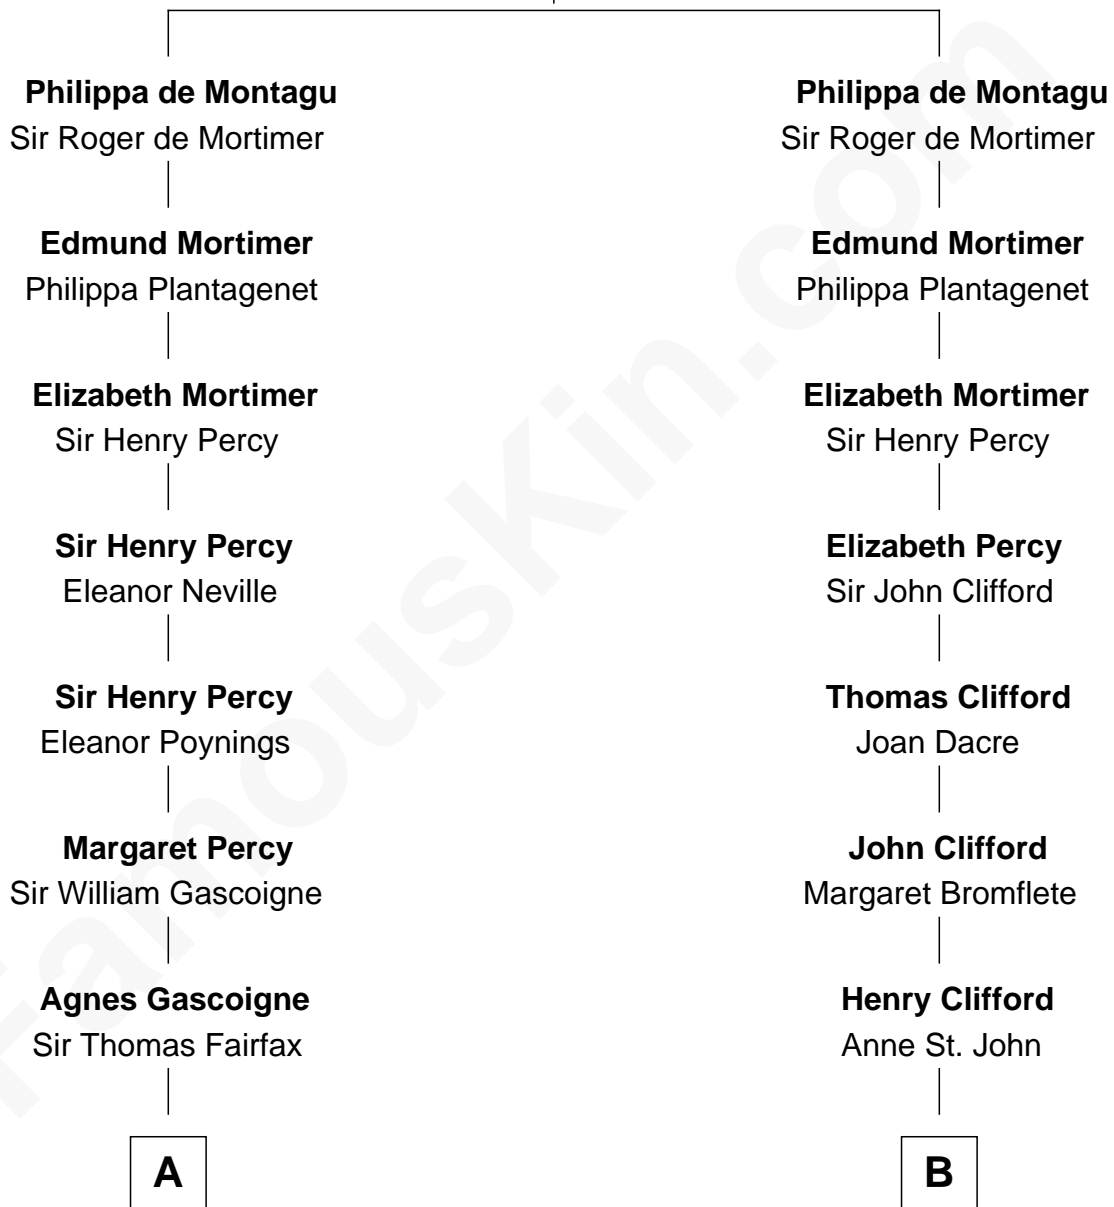 Philippa de Montagu
Sir Roger de Mortimer
Edmund Mortimer
Philippa Plantagenet
Elizabeth Mortimer
Sir Henry Percy
Sir Henry Percy
Eleanor Neville
Sir Henry Percy
Eleanor Poynings
Margaret Percy
Sir William Gascoigne
Agnes Gascoigne
Sir Thomas Fairfax
A
Philippa de Montagu
Sir Roger de Mortimer
Edmund Mortimer
Philippa Plantagenet
Elizabeth Mortimer
Sir Henry Percy
Elizabeth Percy
Sir John Clifford
Thomas Clifford
Joan Dacre
John Clifford
Margaret Bromflete
Henry Clifford
Anne St. John
B
FamousKin.com